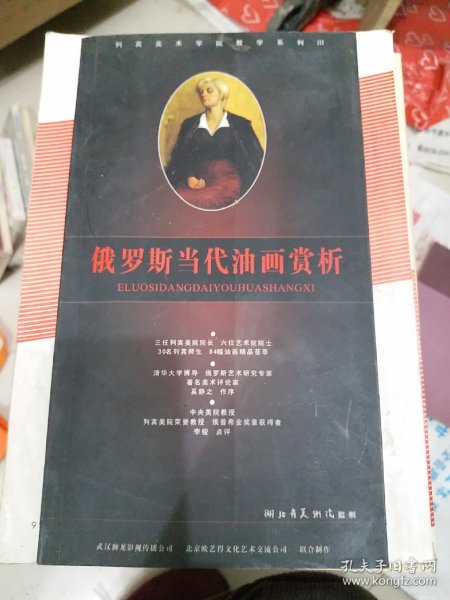 列宾美术学院教学系列III
俄罗斯当代油画赏析
ELUOSIDANGDAIYOUHUASHANGXI
三任列宾美院院长 六位艺术院院士
30名列宾师生 84幅油画精品荟萃
清华大学博导 俄罗斯艺术研究专家
著名美术评论家
奚静之 作序
中央美院教授
列宾美院荣誉教授 俄普希金奖章获得者
李骏 点评
湖北省美术院 监制
武汉狮龙影视传播公司 北京欧艺得文化艺术交流公司 联合制作
孔夫子旧书网
book.kongfz.com